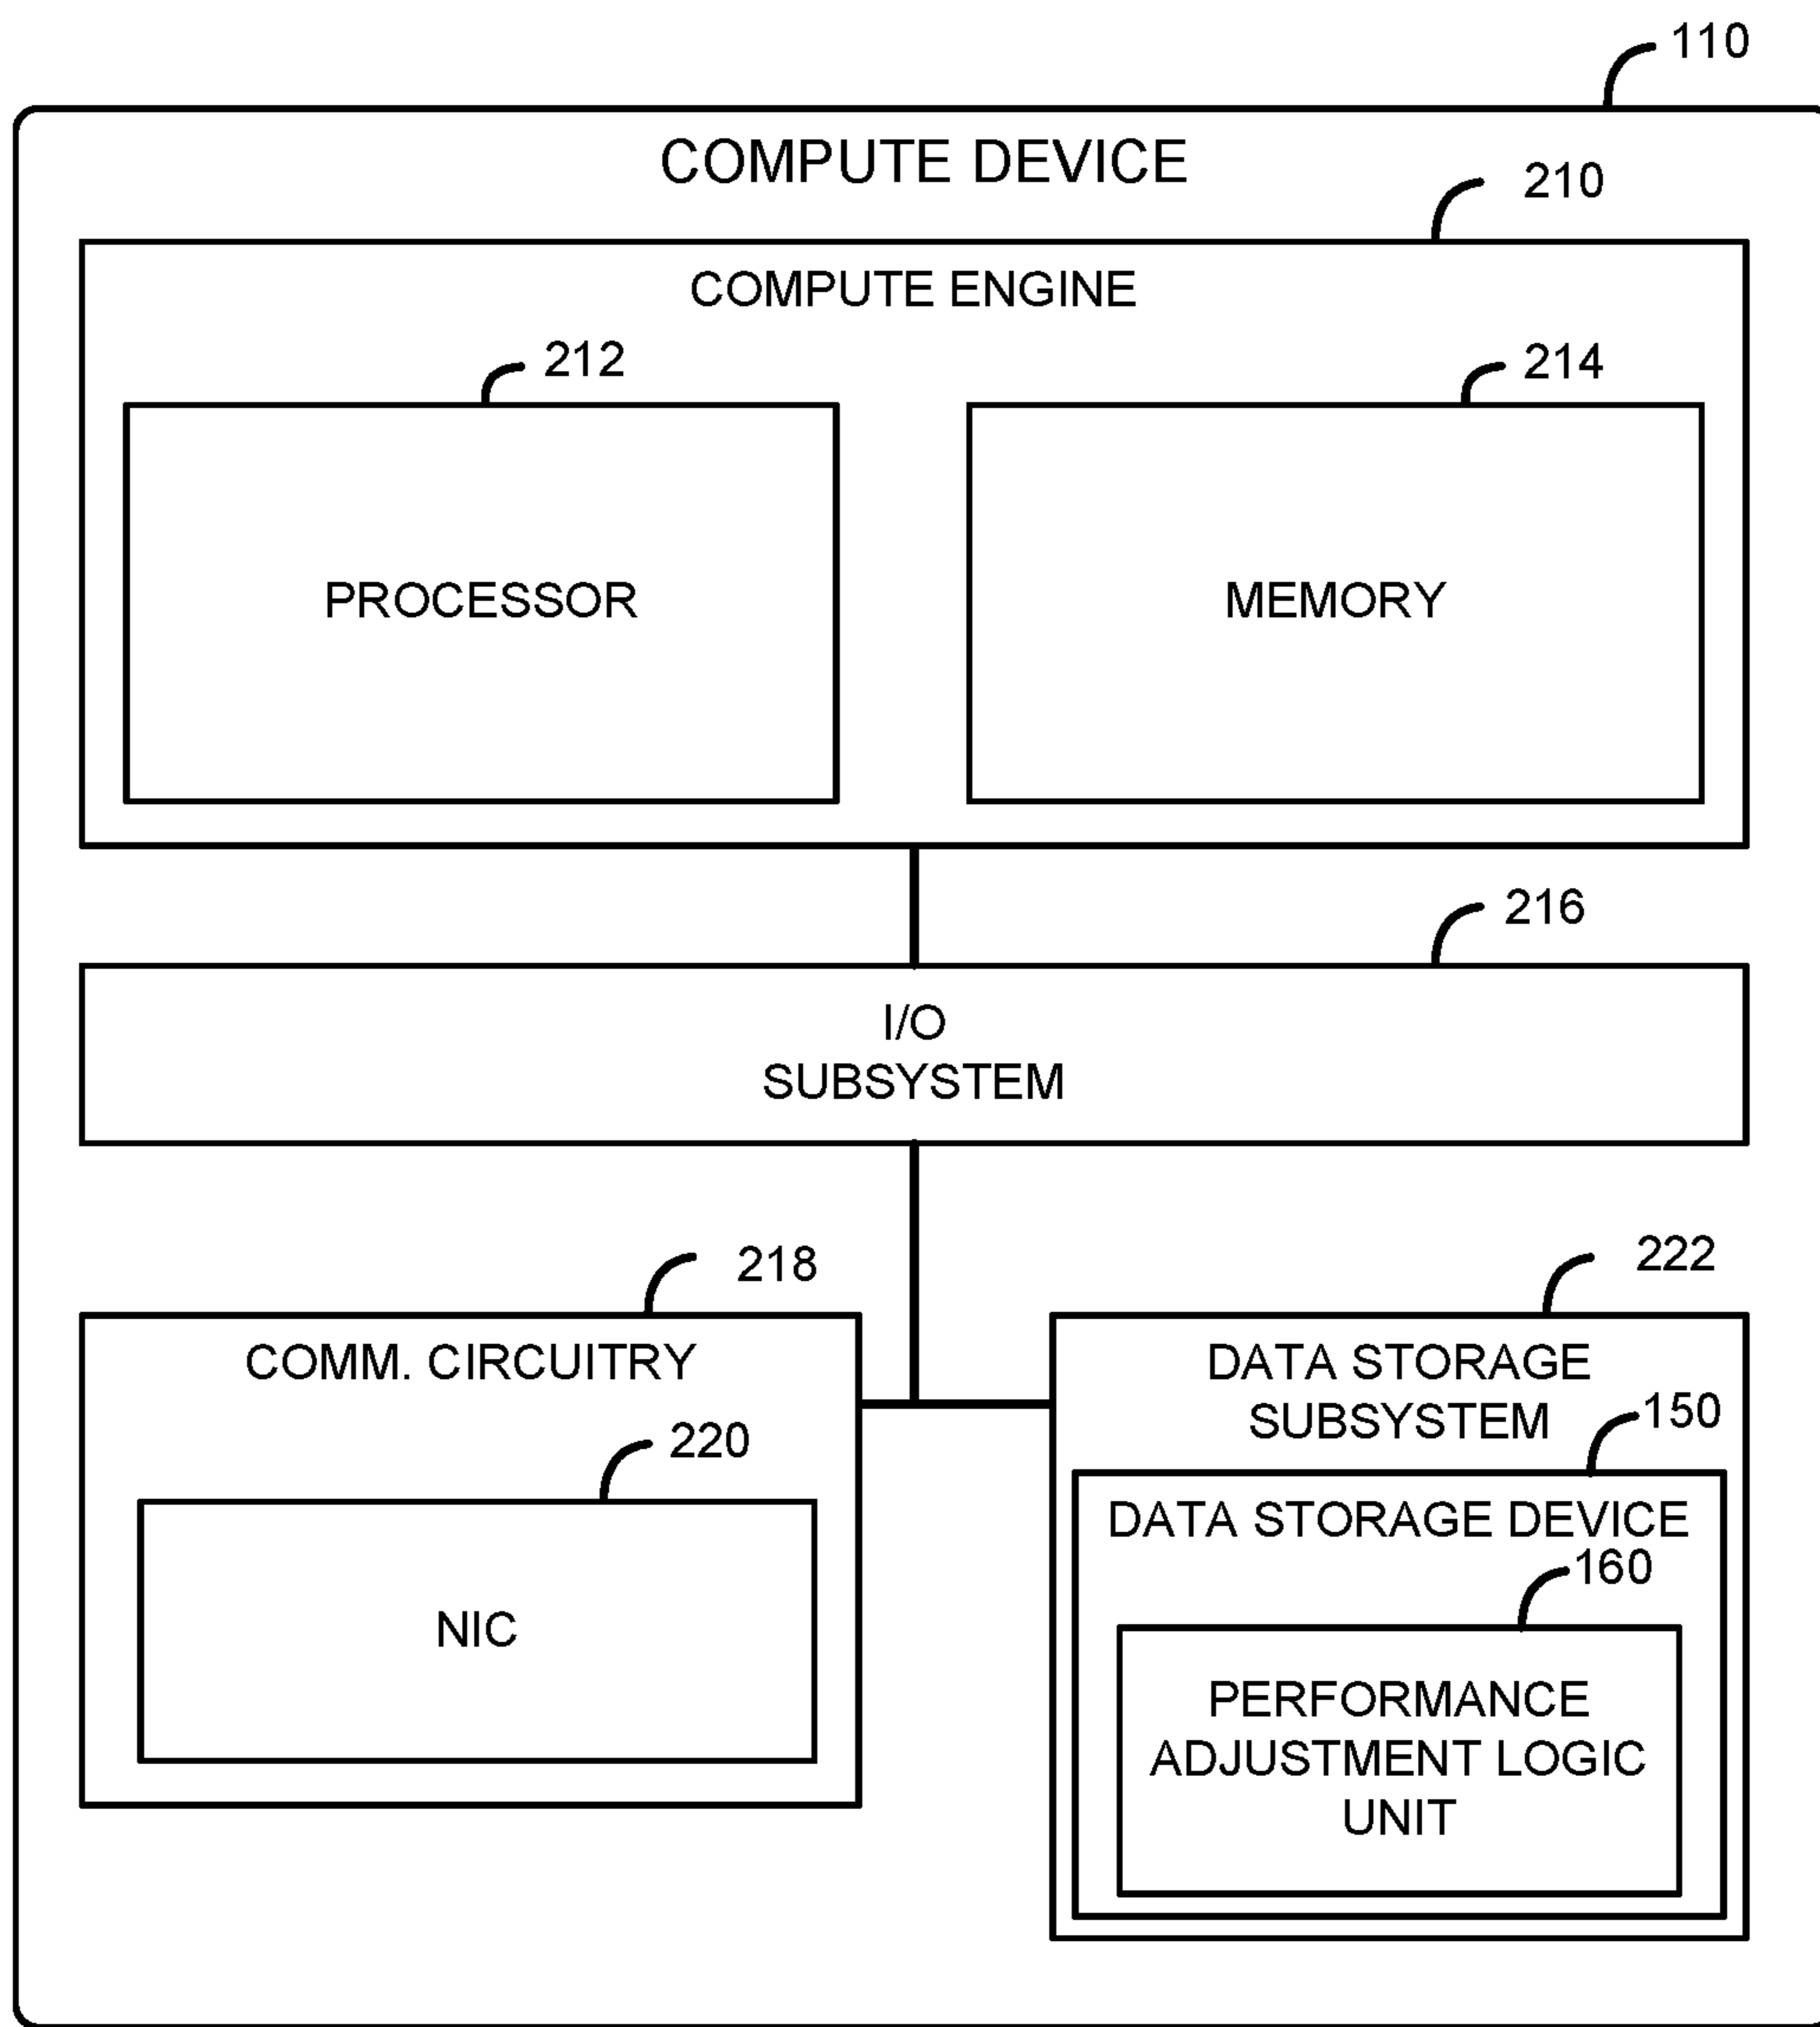 110
COMPUTE DEVICE
210
COMPUTE ENGINE
212
214
PROCESSOR
MEMORY
216
I/O
SUBSYSTEM
218
222
COMM. CIRCUITRY
DATA STORAGE
SUBSYSTEM
150
220
DATA STORAGE DEVICE
160
NIC
PERFORMANCE
ADJUSTMENT LOGIC
UNIT